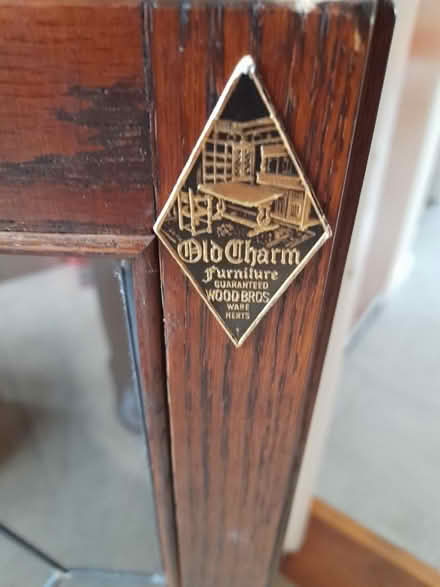 Old Charm
Furniture
GUARANTEED
WOOD BROS
WARE
HERTS